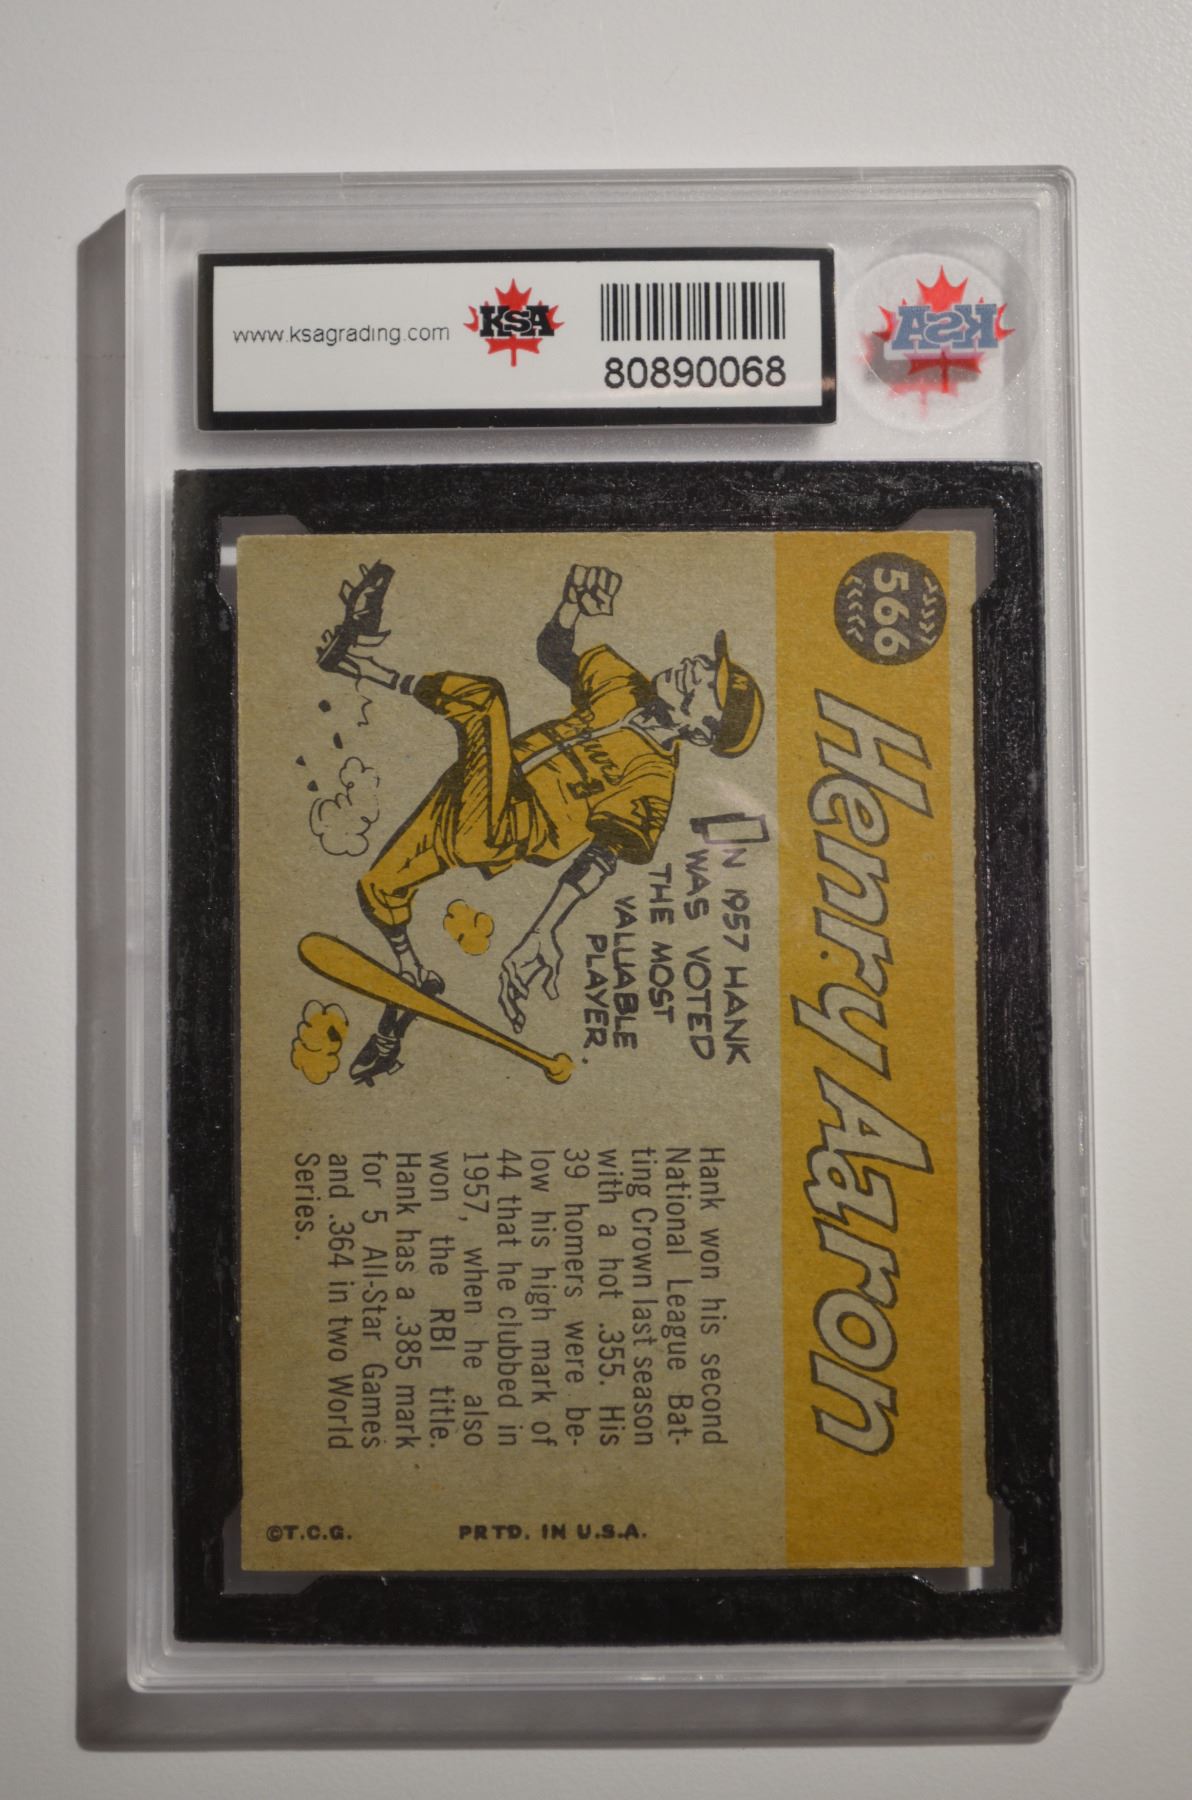 www.ksagrading.com
KSA
80890068
KSA
566
Henry Aaron
IN 1957 HANK
WAS VOTED
THE MOST
VALUABLE
PLAYER.
M
Hank won his second
National League Bat-
ting Crown last season
with a hot .355. His
39 homers were be-
low his high mark of
44 that he clubbed in
1957, when he also
won the RBI title.
Hank has a .385 mark
for 5 All-Star Games
and .364 in two World
Series.
©T.C.G.
PRTD. IN U.S.A.